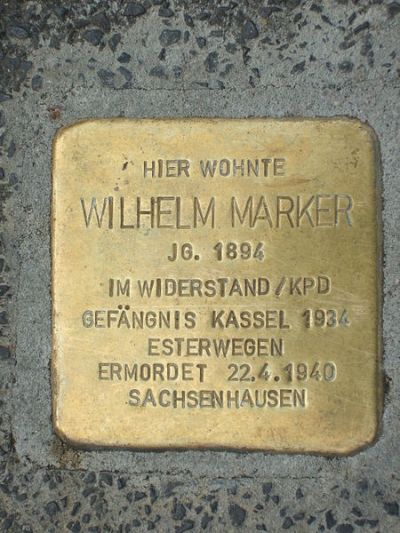 HIER WOHNTE
WILHELM MARKER
JG. 1894
IM WIDERSTAND/KPD
GEFÄNGNIS KASSEL 1934
ESTERWEGEN
ERMORDET 22.4.1940
SACHSENHAUSEN